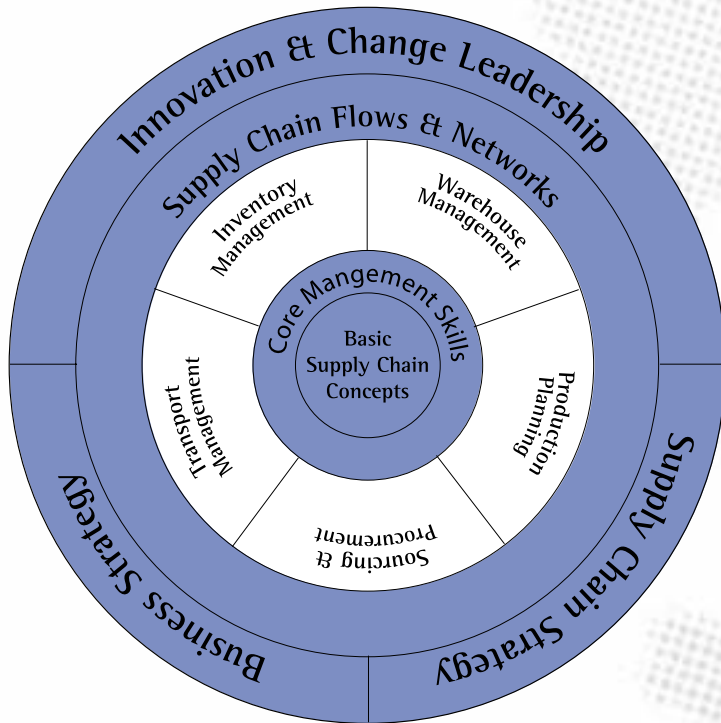 Innovation & Change Leadership
Supply Chain Flows & Networks
Inventory
Management
Warehouse
Management
Core Mangement Skills
Basic
Supply Chain
Concepts
Transport
Management
Production
Planning
Sourcing &
Procurement
Business Strategy
Supply Chain Strategy